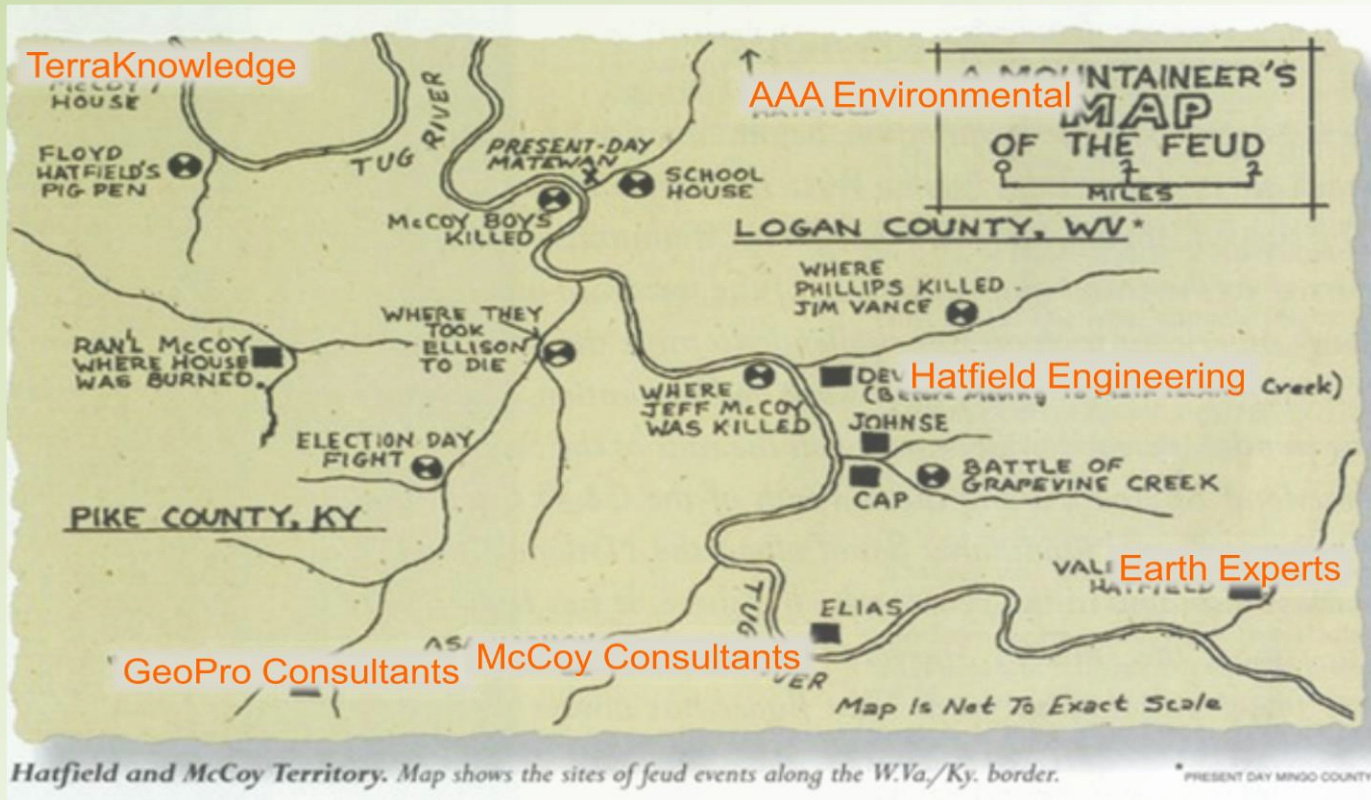 TerraKnowledge
HOUSE
FLOYD
HATFIELD'S
PIG PEN
TUG RIVER
PRESENT-DAY
MATEWAN
SCHOOL
HOUSE
McCOY BOYS
KILLED
AAA Environmental
A MOUNTAINEER'S
MAP
OF THE FEUD
0 1 2
MILES
LOGAN COUNTY, WV*
WHERE
PHILLIPS KILLED
JIM VANCE
WHERE THEY
TOOK
ELLISON
TO DIE
RAN'L McCOY
WHERE HOUSE
WAS BURNED.
WHERE
JEFF McCOY
WAS KILLED
Hatfield Engineering
Creek)
JOHNSE
CAP
BATTLE OF
GRAPEVINE CREEK
ELECTION DAY
FIGHT
PIKE COUNTY, KY
Earth Experts
HATFIELD
ELIAS
TUG
GeoPro Consultants
McCoy Consultants
Map Is Not To Exact Scale
Hatfield and McCoy Territory. Map shows the sites of feud events along the W.Va./Ky. border.
*PRESENT DAY MINGO COUNTY